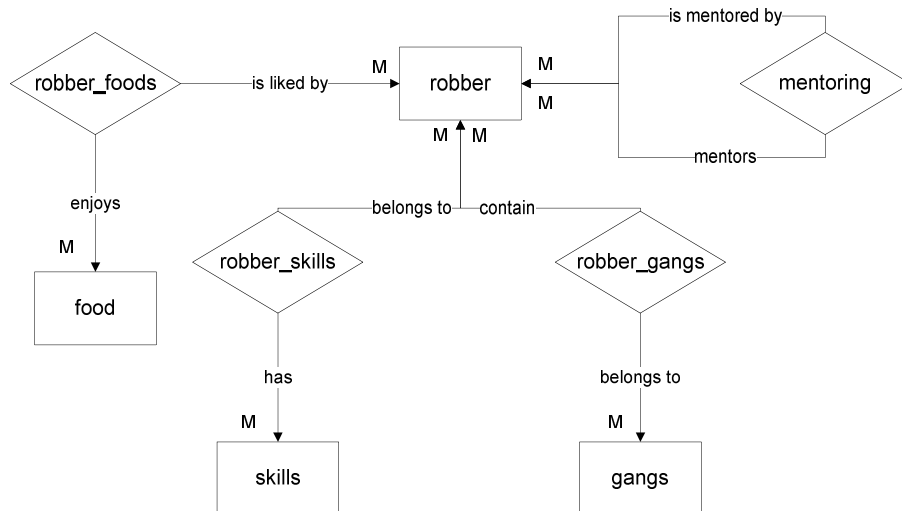 is mentored by
M
M
robber_foods
is liked by
robber
mentoring
M
M
M
mentors
enjoys
belongs to
contain
M
robber_skills
robber_gangs
food
has
belongs to
M
M
skills
gangs